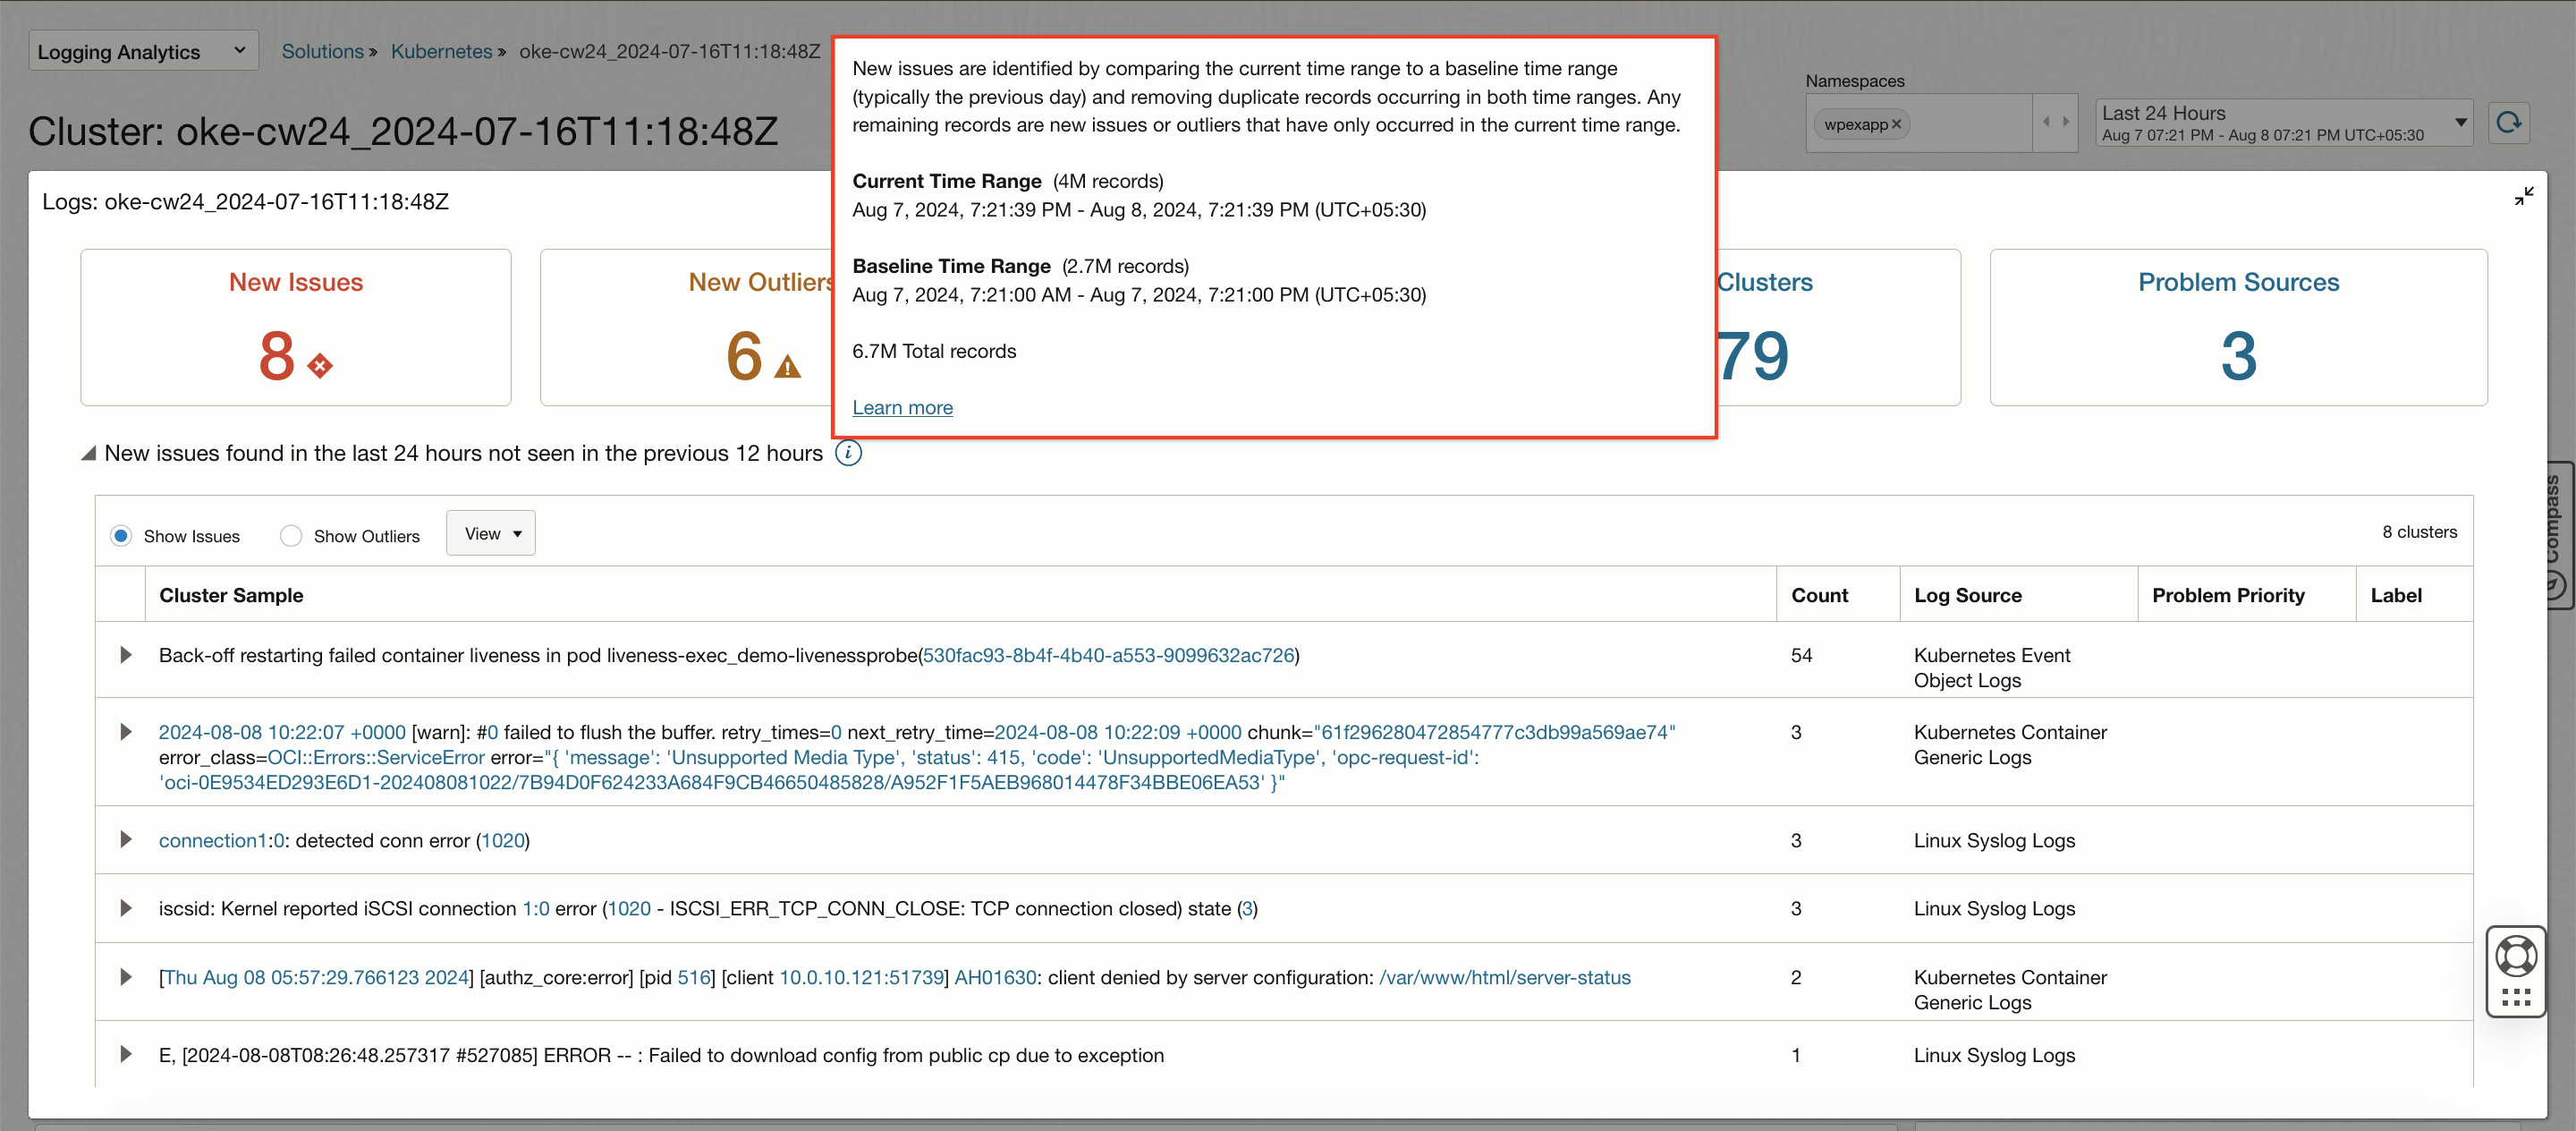 Logging Analytics
Solutions » Kubernetes » oke-cw24_2024-07-16T11:18:48Z
Cluster: oke-cw24_2024-07-16T11:18:48Z
Namespaces
wpexapp ×
Last 24 Hours
Aug 7 07:21 PM - Aug 8 07:21 PM UTC+05:30
New issues are identified by comparing the current time range to a baseline time range
(typically the previous day) and removing duplicate records occurring in both time ranges. Any
remaining records are new issues or outliers that have only occurred in the current time range.
Current Time Range (4M records)
Aug 7, 2024, 7:21:39 PM - Aug 8, 2024, 7:21:39 PM (UTC+05:30)
Baseline Time Range (2.7M records)
Aug 7, 2024, 7:21:00 AM - Aug 7, 2024, 7:21:00 PM (UTC+05:30)
6.7M Total records
Learn more
Logs: oke-cw24_2024-07-16T11:18:48Z
New Issues
8
New Outliers
6
Clusters
79
Problem Sources
3
New issues found in the last 24 hours not seen in the previous 12 hours
Show Issues
Show Outliers
View
8 clusters
Compass
Cluster Sample Count Log Source Problem Priority Label
Back-off restarting failed container liveness in pod liveness-exec_demo-livenessprobe(530fac93-8b4f-4b40-a553-9099632ac726) 54 Kubernetes Event
Object Logs
2024-08-08 10:22:07 +0000 [warn]: #0 failed to flush the buffer. retry_times=0 next_retry_time=2024-08-08 10:22:09 +0000 chunk="61f296280472854777c3db99a569ae74" 3 Kubernetes Container
error_class=OCI::Errors::ServiceError error="{ 'message': 'Unsupported Media Type', 'status': 415, 'code': 'UnsupportedMediaType', 'opc-request-id': Generic Logs
'oci-0E9534ED293E6D1-202408081022/7B94D0F624233A684F9CB46650485828/A952F1F5AEB968014478F34BBE06EA53' }"
connection1:0: detected conn error (1020) 3 Linux Syslog Logs
iscsid: Kernel reported iSCSI connection 1:0 error (1020 - ISCSI_ERR_TCP_CONN_CLOSE: TCP connection closed) state (3) 3 Linux Syslog Logs
[Thu Aug 08 05:57:29.766123 2024] [authz_core:error] [pid 516] [client 10.0.10.121:51739] AH01630: client denied by server configuration: /var/www/html/server-status 2 Kubernetes Container
Generic Logs
E, [2024-08-08T08:26:48.257317 #527085] ERROR -- : Failed to download config from public cp due to exception 1 Linux Syslog Logs